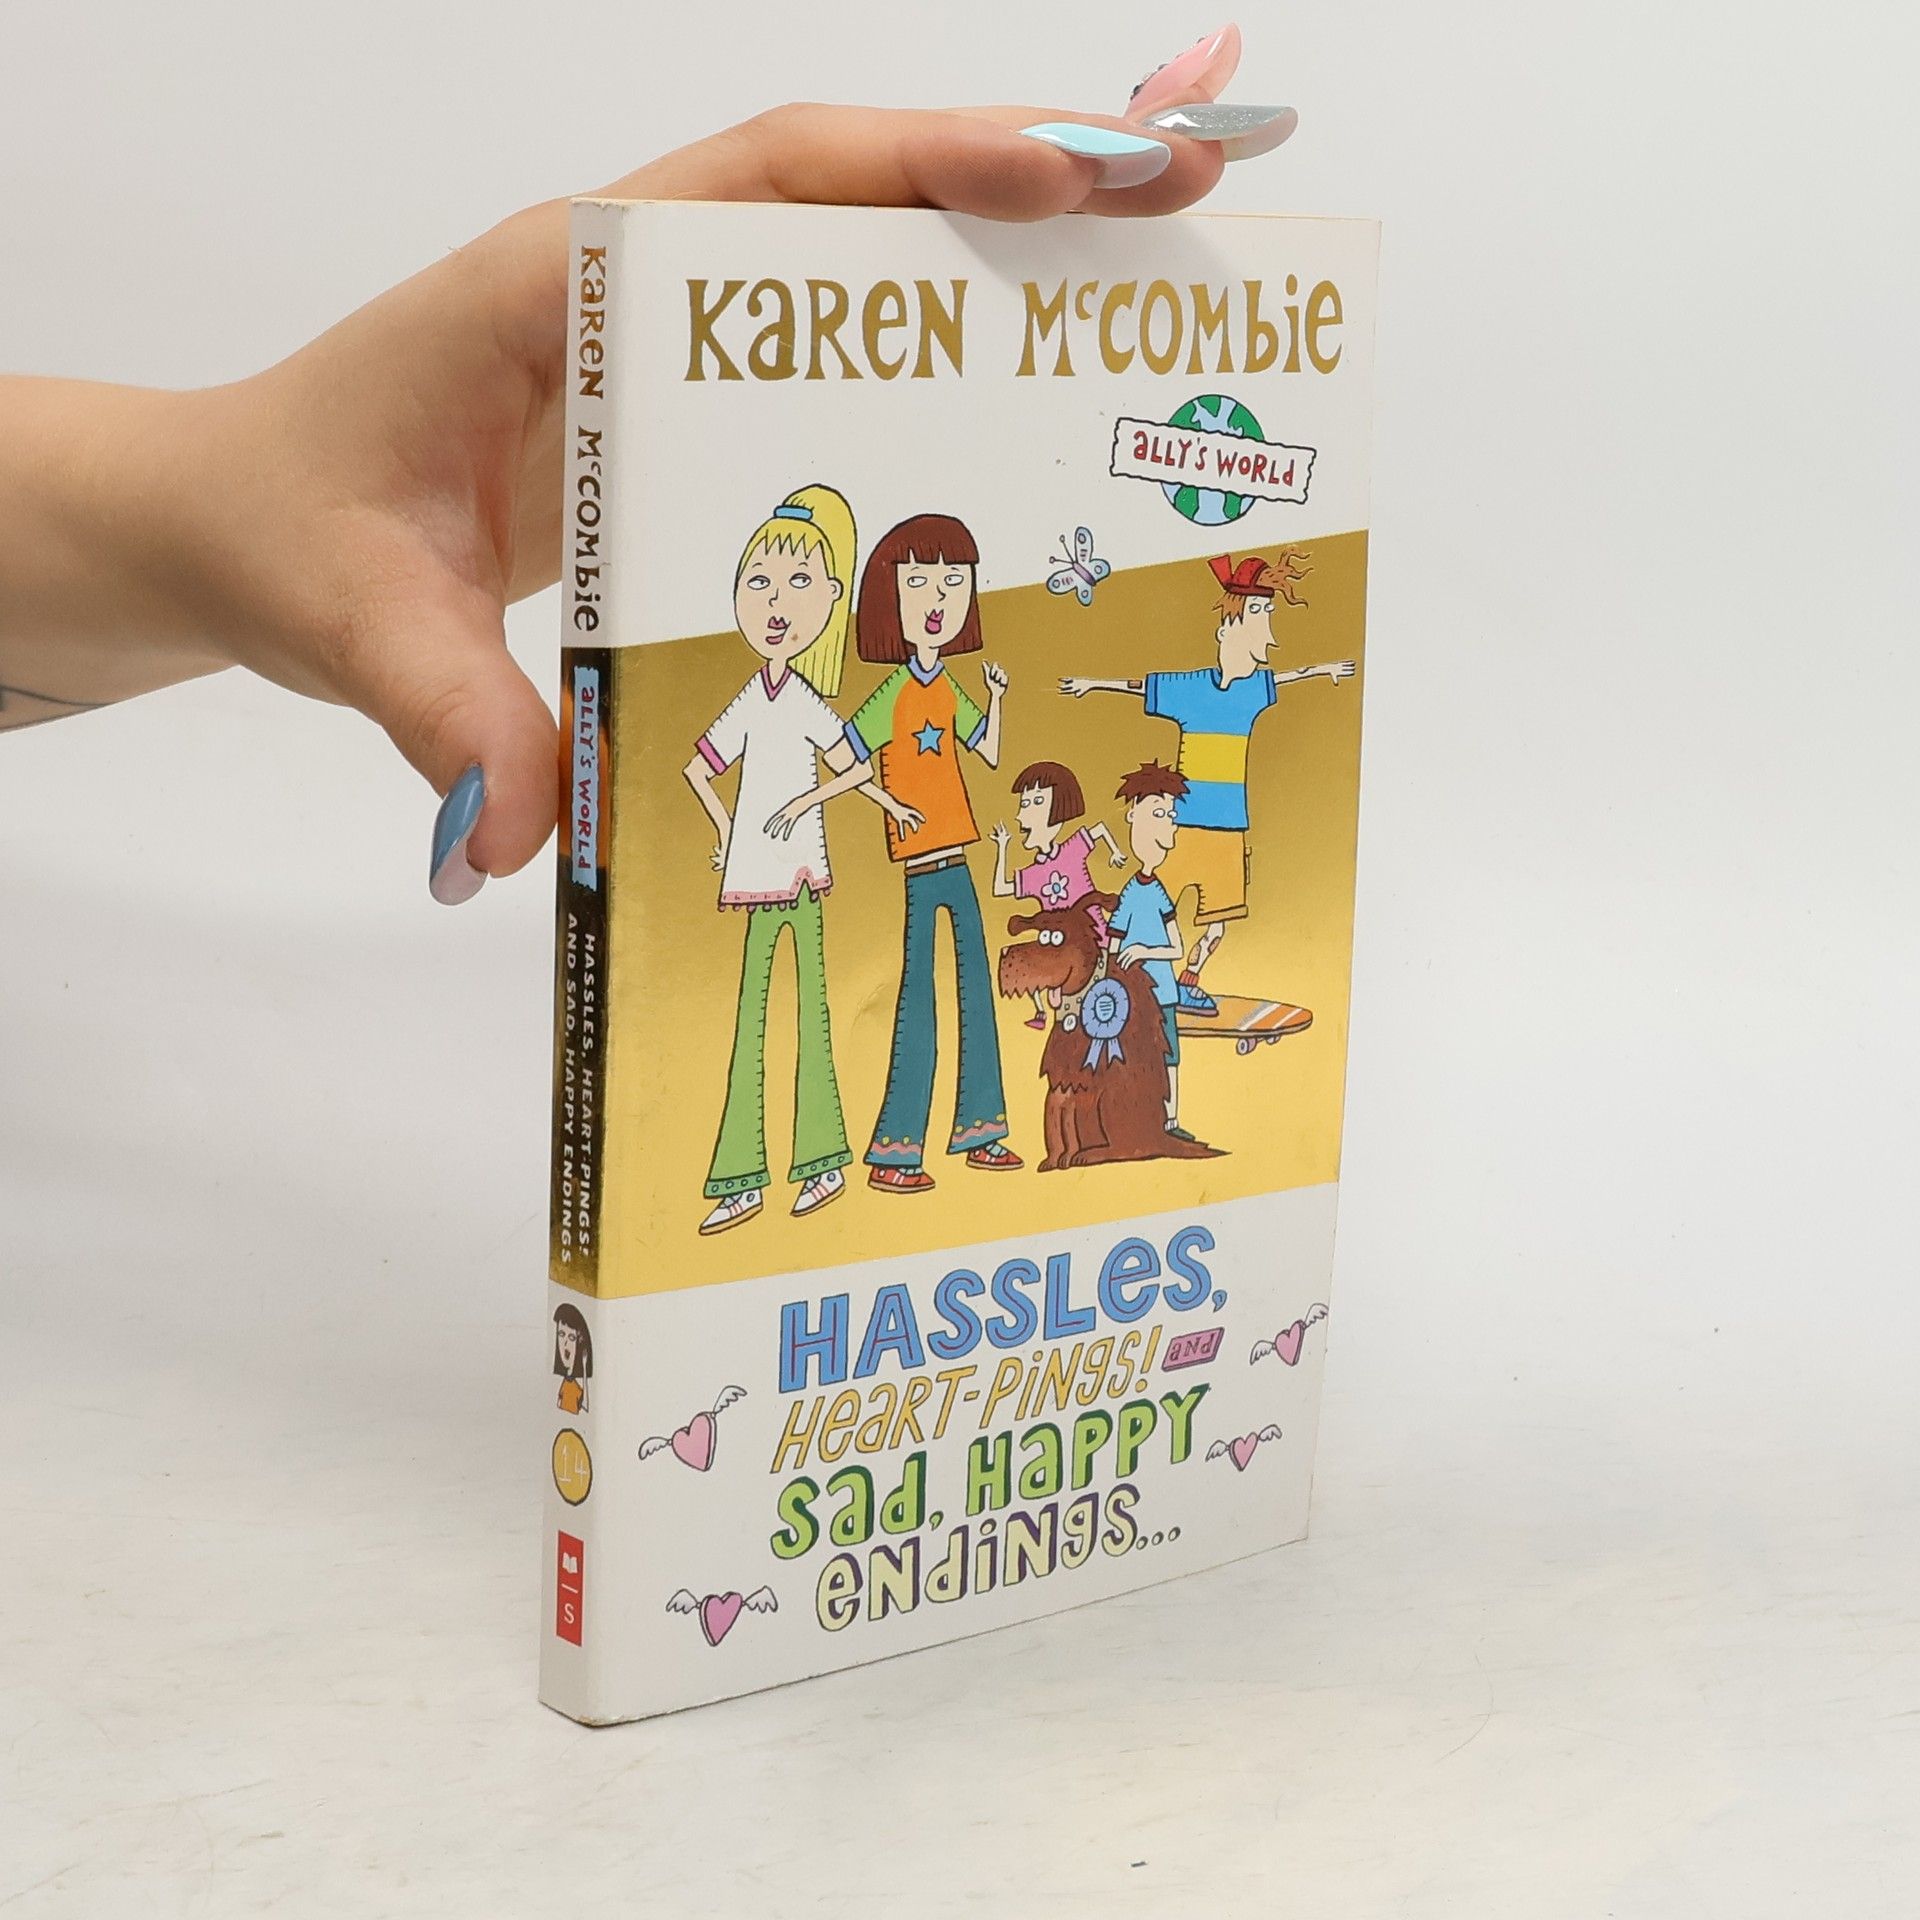 KaReN McCOMbie
aLLY'S WORLd
HASSLeS,
HeaRT-PiNgS! aNd
Sad, HaPPY
eNdiNgS...
KaReN McCOMbie
aLLY'S WORLd
HASSLES, HEART-PINGS!
AND SAD, HAPPY ENDINGS
14
S